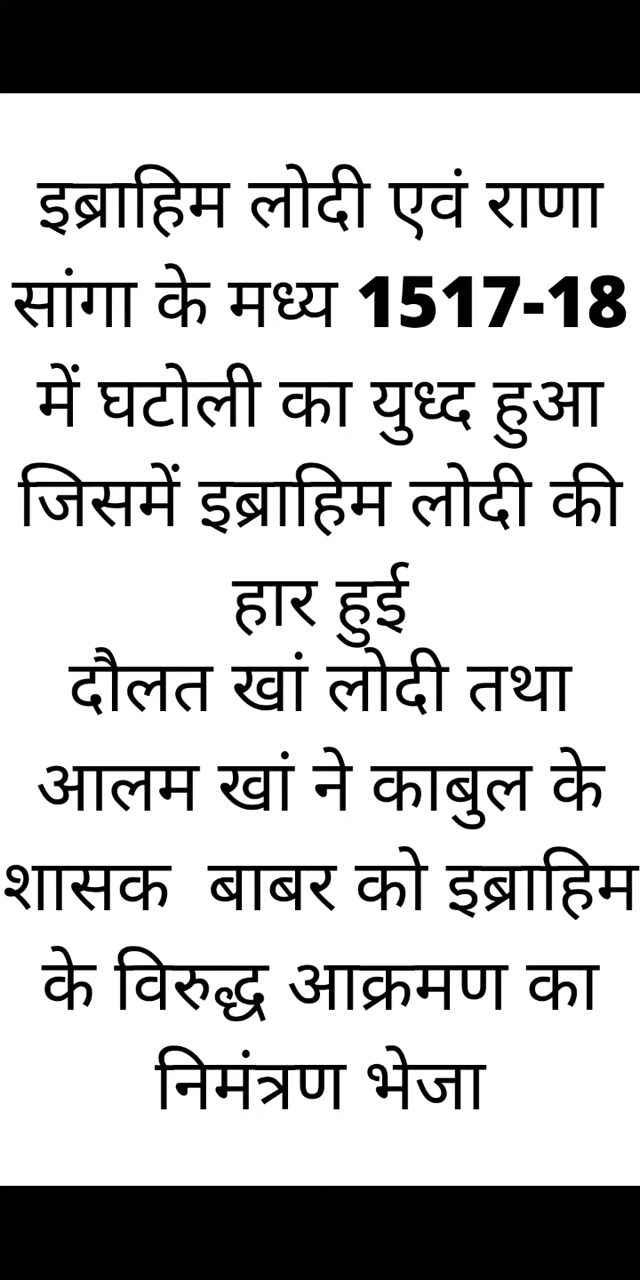 इब्राहिम लोदी एवं राणा
सांगा के मध्य 1517-18
में घटोली का युध्द हुआ
जिसमें इब्राहिम लोदी की
हार हुई
दौलत खां लोदी तथा
आलम खां ने काबुल के
शासक  बाबर को इब्राहिम
के विरुद्ध आक्रमण का
निमंत्रण भेजा